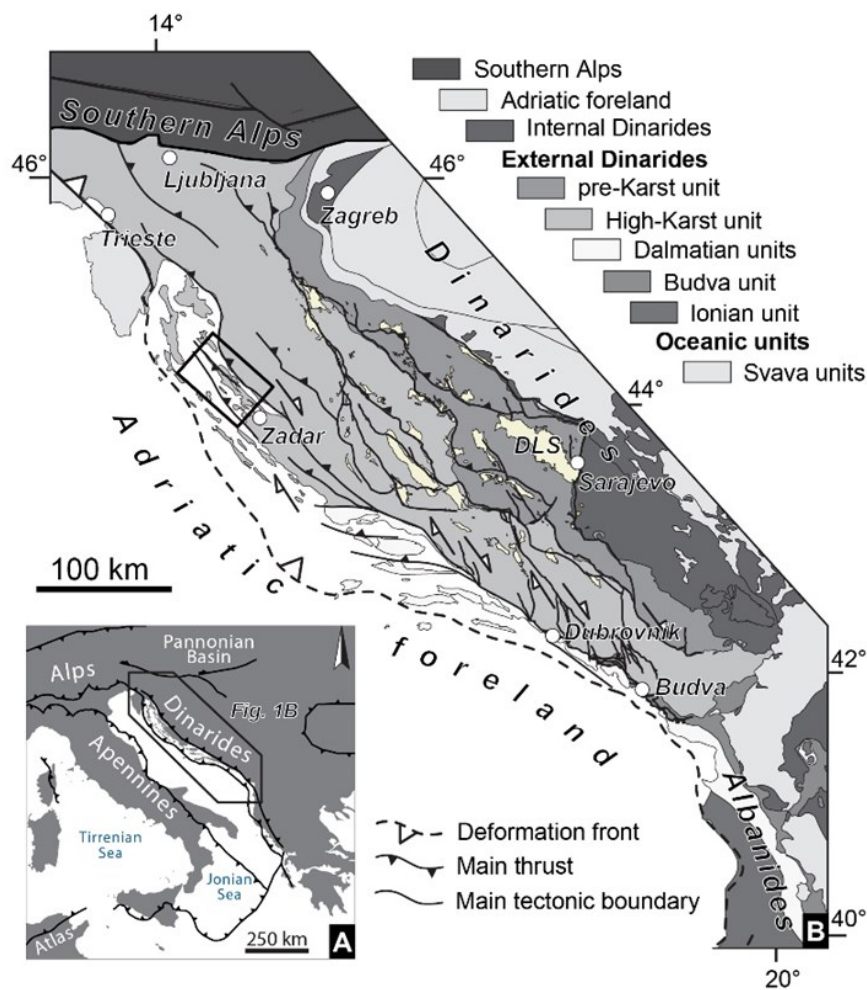 14°
Southern Alps
Adriatic foreland
Internal Dinarides
External Dinarides
pre-Karst unit
High-Karst unit
Dalmatian units
Budva unit
Ionian unit
Oceanic units
Svava units
Southern Alps
46°
46°
Ljubljana
Zagreb
Trieste
Dinarides
44°
Zadar
DLS
Sarajevo
Adriatic foreland
100 km
Dubrovnik
42°
Budva
Albanides
Pannonian
Basin
Alps
Dinarides
Fig. 1B
Apennines
Tirrenian
Sea
Jonian
Sea
Atlas
250 km
A
Deformation front
Main thrust
Main tectonic boundary
B
40°
20°